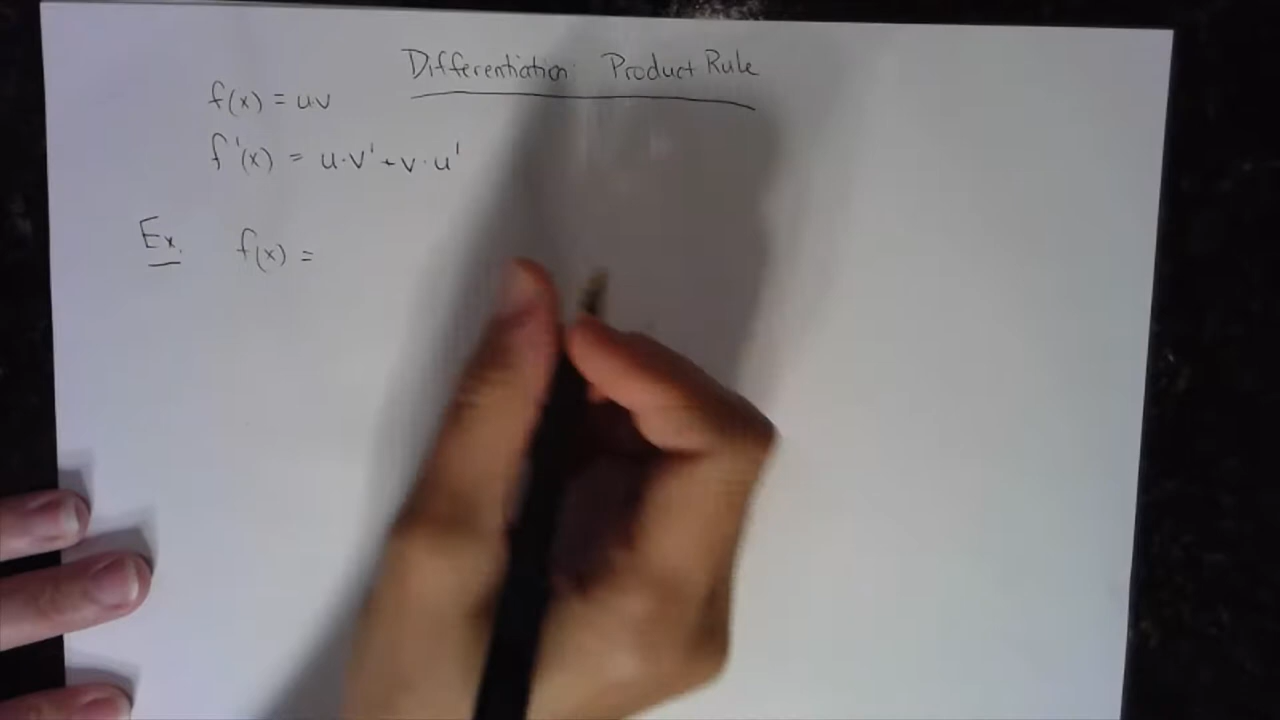 Differentiation: Product Rule
f(x) = u·v
f'(x) = u·v' + v·u'
Ex. f(x) =